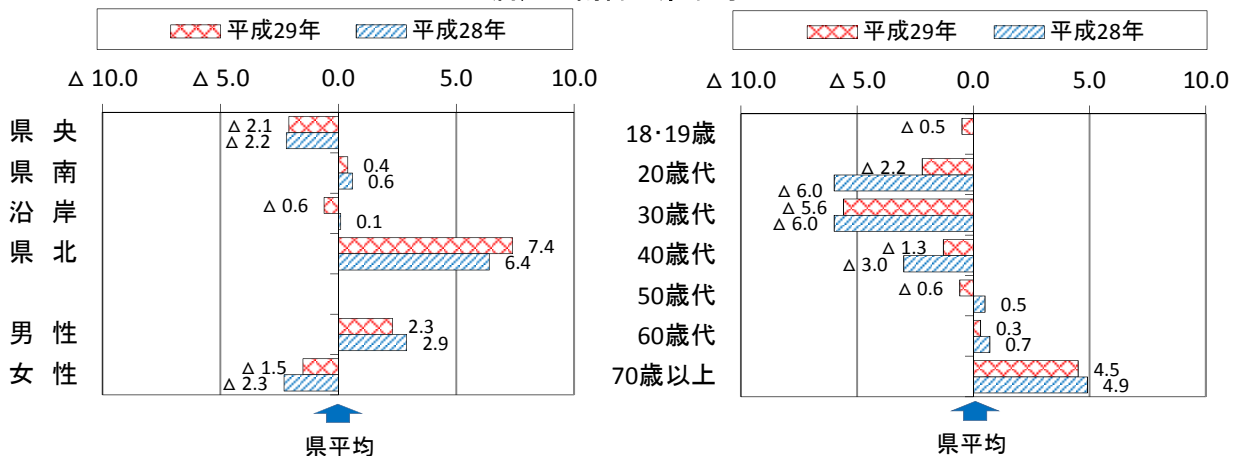 平成29年 平成28年
△ 10.0 △ 5.0 0.0 5.0 10.0
県 央 △ 2.1
△ 2.2
県 南 0.4
0.6
沿 岸 △ 0.6
0.1
県 北 7.4
6.4
男 性 2.3
2.9
女 性 △ 1.5
△ 2.3
県平均
平成29年 平成28年
△ 10.0 △ 5.0 0.0 5.0 10.0
18･19歳 △ 0.5
20歳代 △ 2.2
△ 6.0
30歳代 △ 5.6
△ 6.0
40歳代 △ 1.3
△ 3.0
50歳代 △ 0.6
0.5
60歳代 0.3
0.7
70歳以上 4.5
4.9
県平均